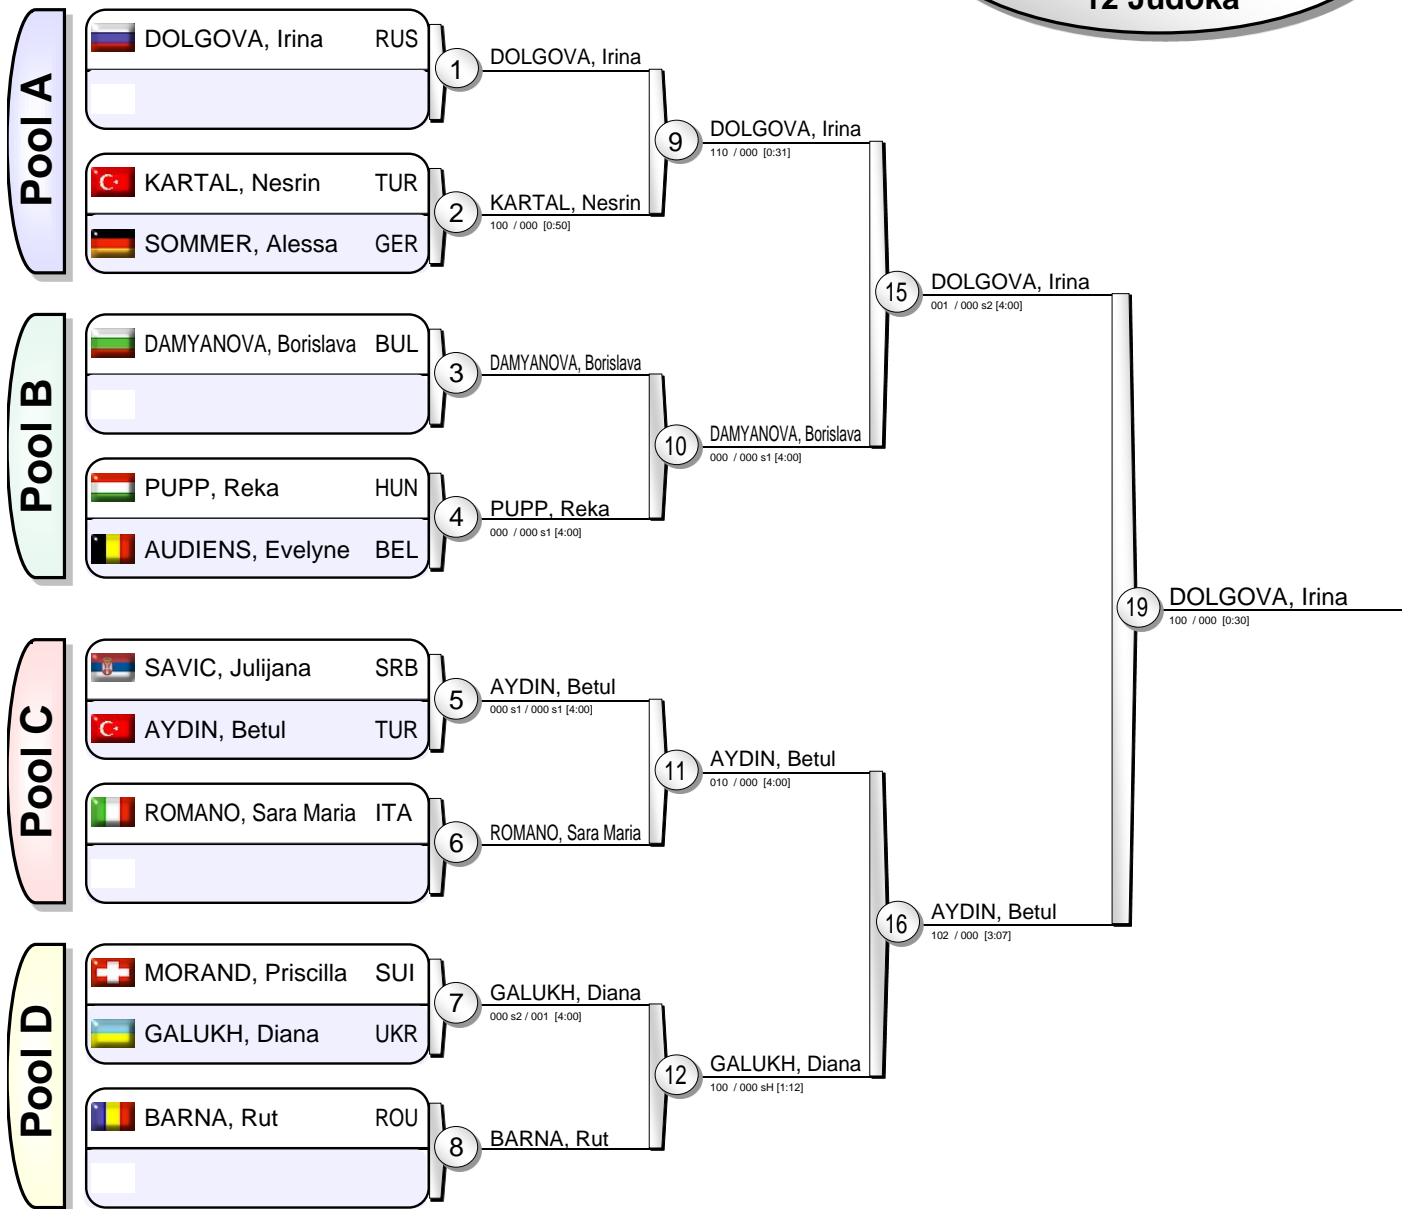 12 Judoka
Pool A
DOLGOVA, Irina RUS
1
DOLGOVA, Irina
KARTAL, Nesrin TUR
SOMMER, Alessa GER
2
KARTAL, Nesrin
100 / 000 [0:50]
9
DOLGOVA, Irina
110 / 000 [0:31]
Pool B
DAMYANOVA, Borislava BUL
3
DAMYANOVA, Borislava
PUPP, Reka HUN
AUDIENS, Evelyne BEL
4
PUPP, Reka
000 / 000 s1 [4:00]
10
DAMYANOVA, Borislava
000 / 000 s1 [4:00]
15
DOLGOVA, Irina
001 / 000 s2 [4:00]
Pool C
SAVIC, Julijana SRB
AYDIN, Betul TUR
5
AYDIN, Betul
000 s1 / 000 s1 [4:00]
ROMANO, Sara Maria ITA
6
ROMANO, Sara Maria
11
AYDIN, Betul
010 / 000 [4:00]
Pool D
MORAND, Priscilla SUI
GALUKH, Diana UKR
7
GALUKH, Diana
000 s2 / 001 [4:00]
BARNA, Rut ROU
8
BARNA, Rut
12
GALUKH, Diana
100 / 000 sH [1:12]
16
AYDIN, Betul
102 / 000 [3:07]
19
DOLGOVA, Irina
100 / 000 [0:30]